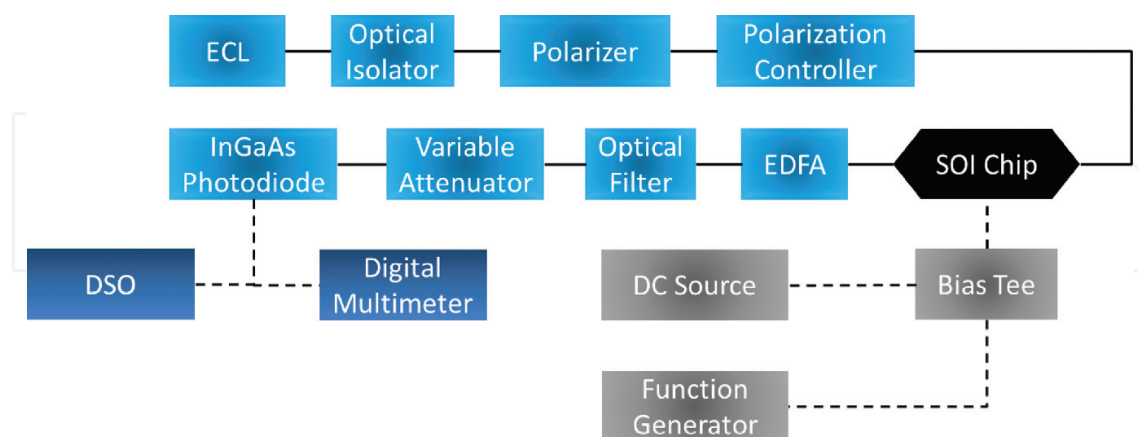 ECL
Optical
Isolator
Polarizer
Polarization
Controller
InGaAs
Photodiode
Variable
Attenuator
Optical
Filter
EDFA
SOI Chip
DSO
Digital
Multimeter
DC Source
Bias Tee
Function
Generator